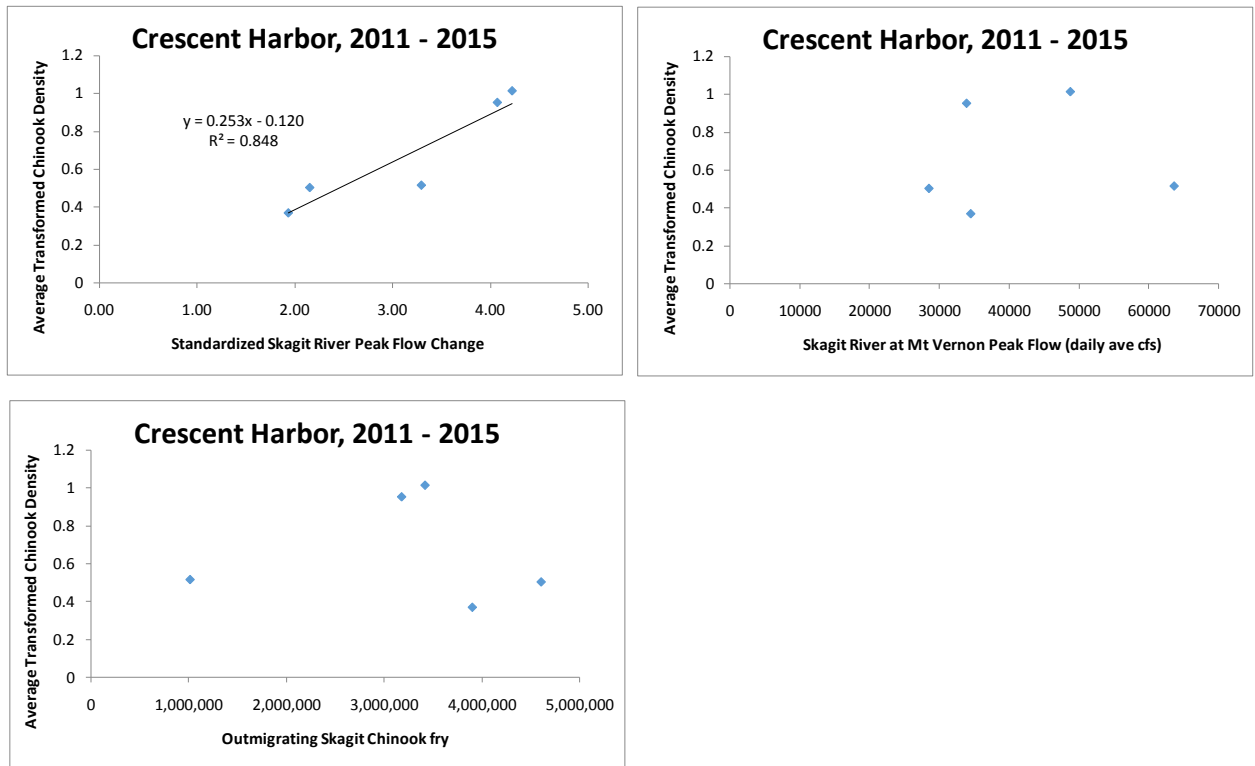 Crescent Harbor, 2011 - 2015
Average Transformed Chinook Density
1.2
1
0.8
0.6
0.4
0.2
0
y = 0.253x - 0.120
R² = 0.848
0.00 1.00 2.00 3.00 4.00 5.00
Standardized Skagit River Peak Flow Change
Crescent Harbor, 2011 - 2015
Average Transformed Chinook Density
1.2
1
0.8
0.6
0.4
0.2
0
0 10000 20000 30000 40000 50000 60000 70000
Skagit River at Mt Vernon Peak Flow (daily ave cfs)
Crescent Harbor, 2011 - 2015
Average Transformed Chinook Density
1.2
1
0.8
0.6
0.4
0.2
0
0 1,000,000 2,000,000 3,000,000 4,000,000 5,000,000
Outmigrating Skagit Chinook fry